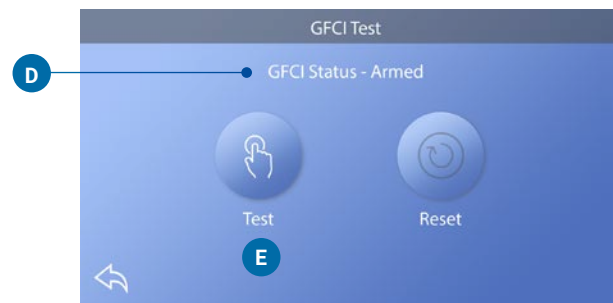 GFCI Test
D
GFCI Status - Armed
Test
Reset
E